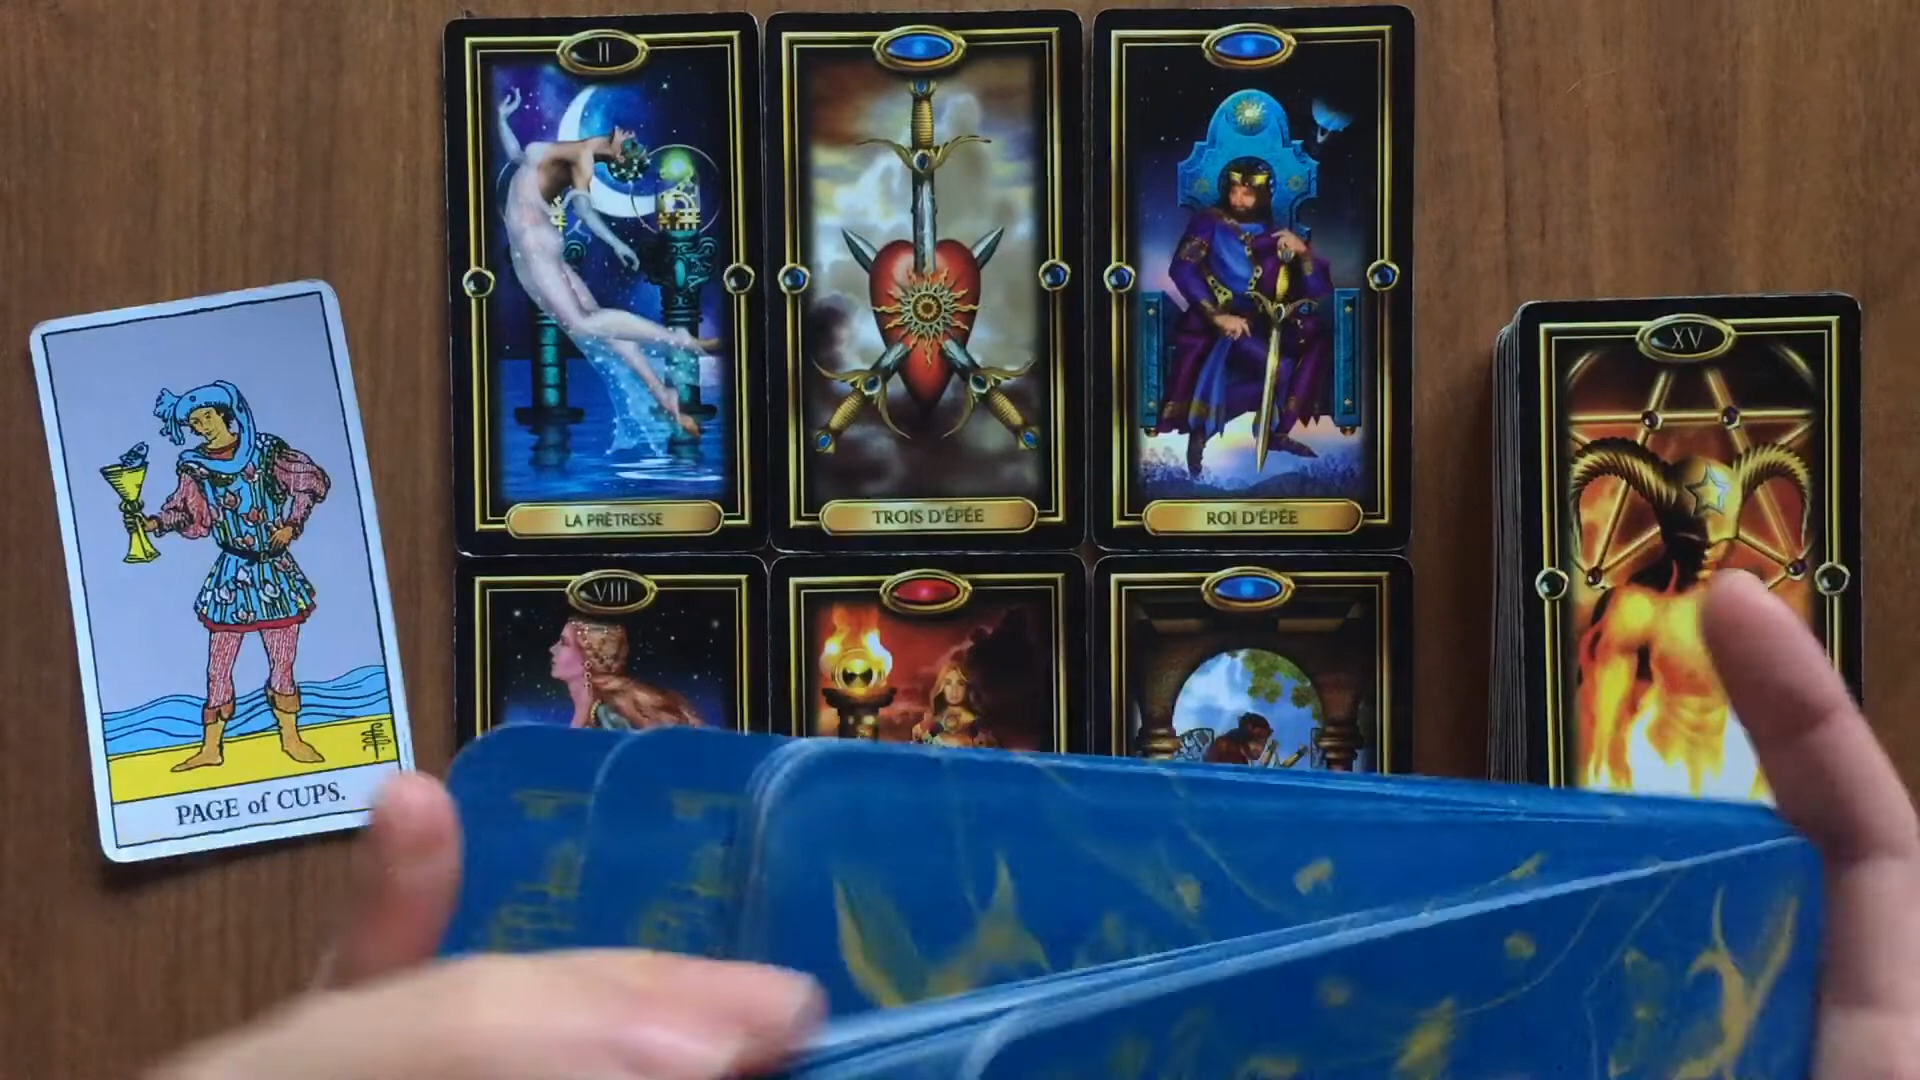 II
LA PRÊTRESSE
TROIS D'ÉPÉE
ROI D'ÉPÉE
XV
VIII
PAGE of CUPS.